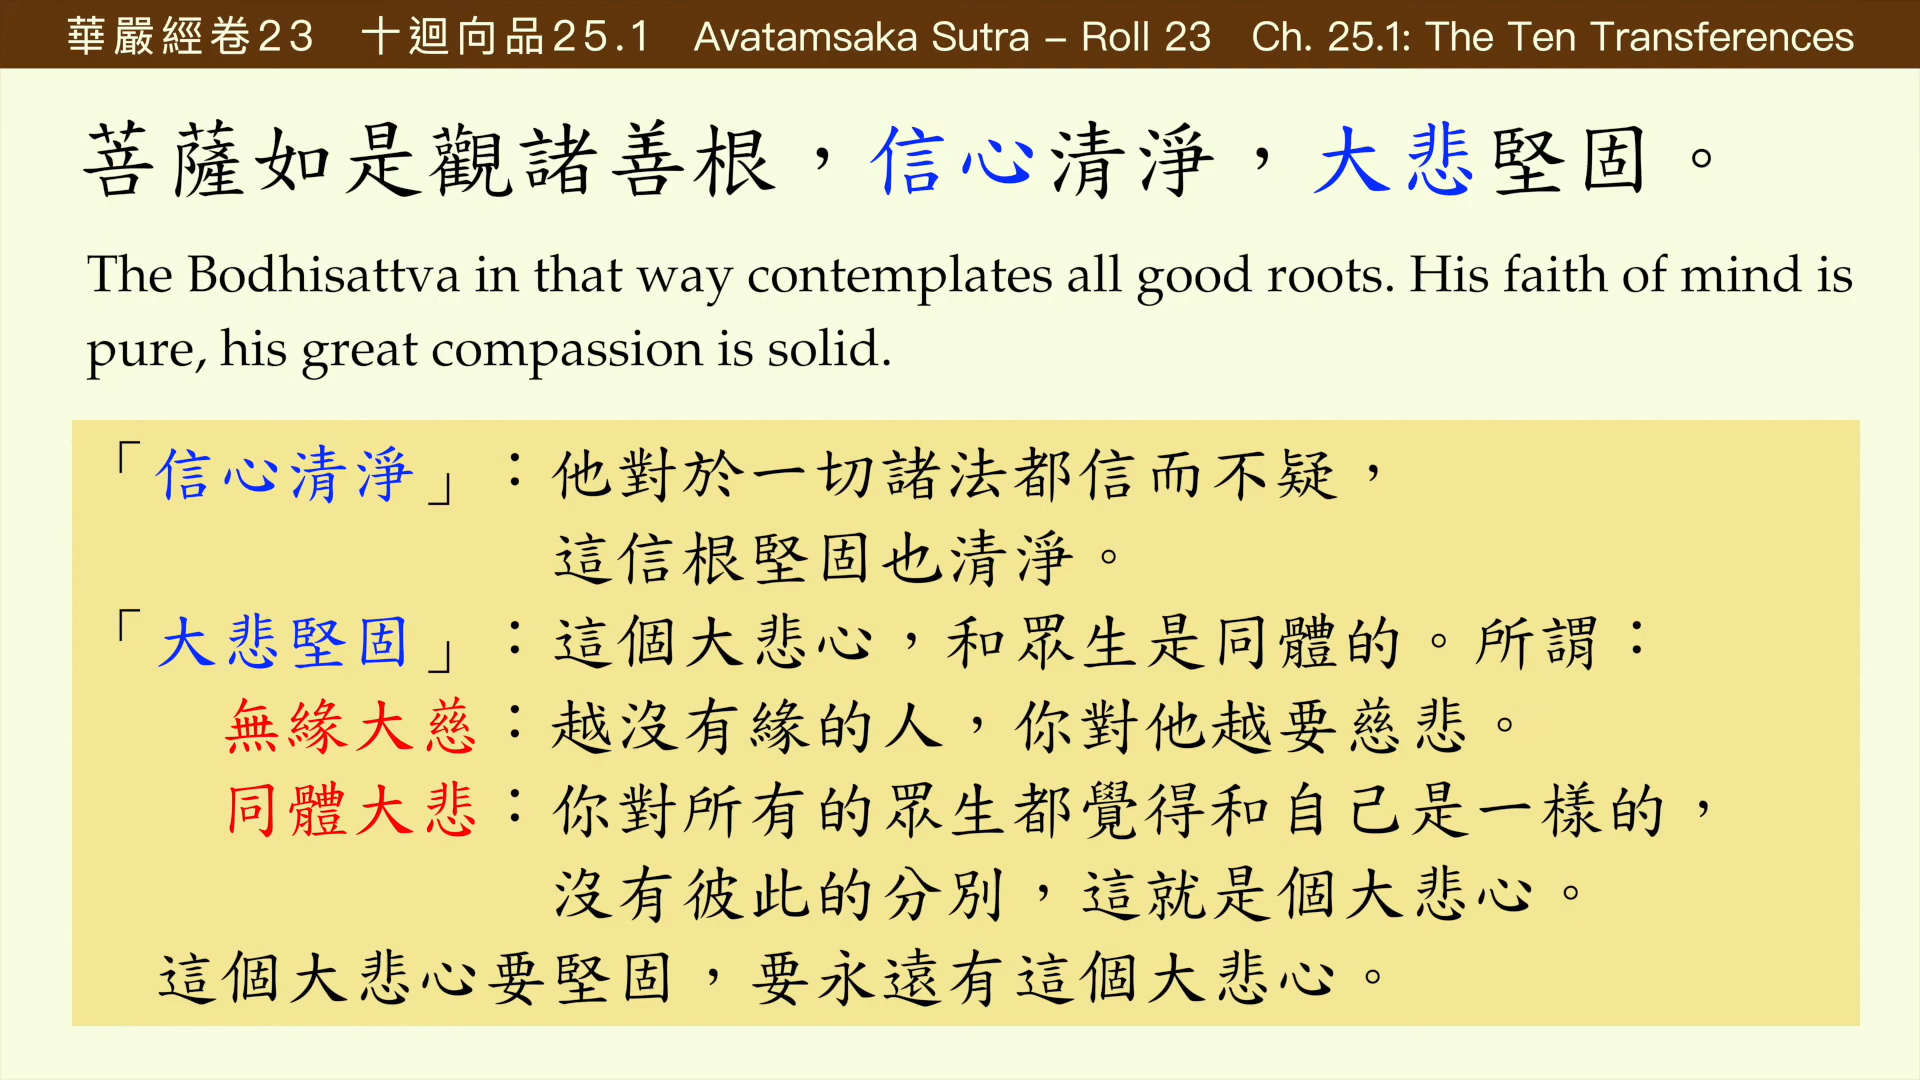 華嚴經卷23 十迴向品25.1 Avatamsaka Sutra – Roll 23 Ch. 25.1: The Ten Transferences
菩薩如是觀諸善根，信心清淨，大悲堅固。
The Bodhisattva in that way contemplates all good roots. His faith of mind is
pure, his great compassion is solid.
「信心清淨」：他對於一切諸法都信而不疑，
這信根堅固也清淨。
「大悲堅固」：這個大悲心，和眾生是同體的。所謂：
無緣大慈：越沒有緣的人，你對他越要慈悲。
同體大悲：你對所有的眾生都覺得和自己是一樣的，
沒有彼此的分別，這就是個大悲心。
這個大悲心要堅固，要永遠有這個大悲心。